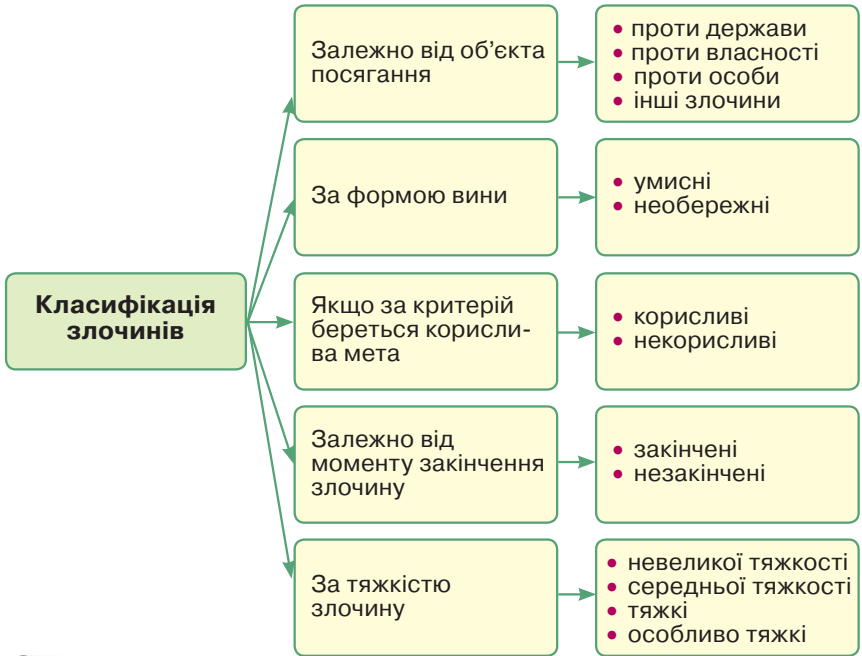 Класифікація
злочинів
Залежно від об’єкта
посягання
• проти держави
• проти власності
• проти особи
• інші злочини
За формою вини
• умисні
• необережні
Якщо за критерій
береться корисли-
ва мета
• корисливі
• некорисливі
Залежно від
моменту закінчення
злочину
• закінчені
• незакінчені
За тяжкістю
злочину
• невеликої тяжкості
• середньої тяжкості
• тяжкі
• особливо тяжкі